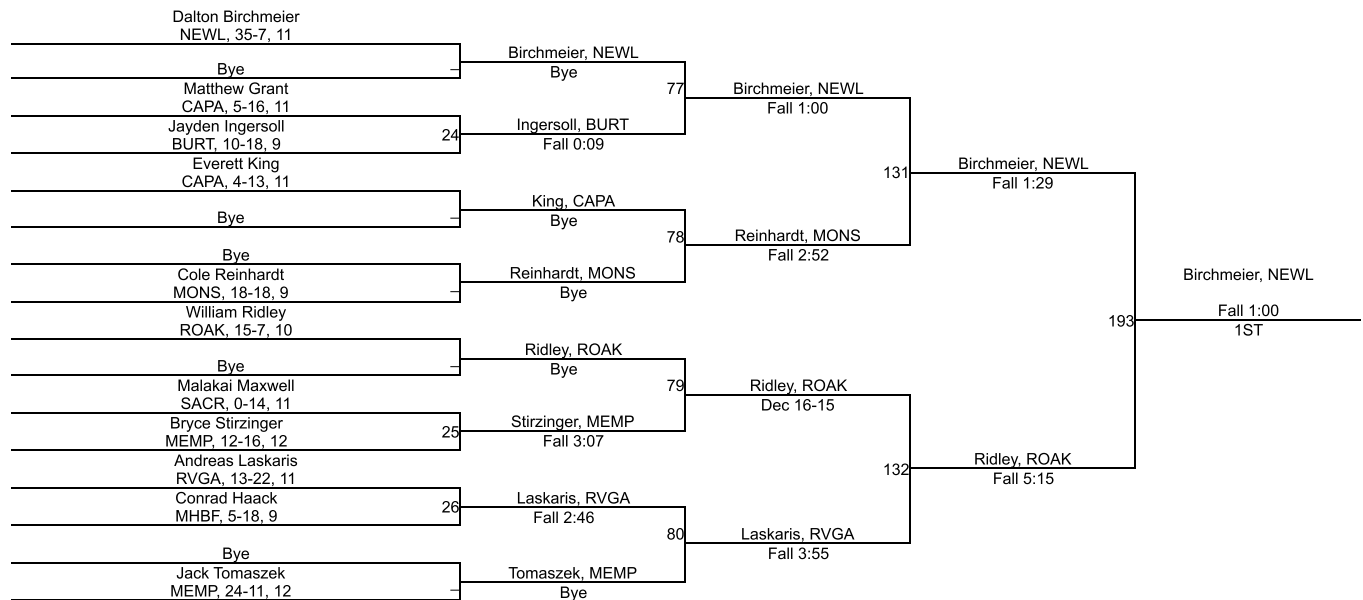 Dalton Birchmeier
NEWL, 35-7, 11
Bye
Matthew Grant
CAPA, 5-16, 11
Jayden Ingersoll
BURT, 10-18, 9
Everett King
CAPA, 4-13, 11
Bye
Bye
Cole Reinhardt
MONS, 18-18, 9
William Ridley
ROAK, 15-7, 10
Bye
Malakai Maxwell
SACR, 0-14, 11
Bryce Stirzinger
MEMP, 12-16, 12
Andreas Laskaris
RVGA, 13-22, 11
Conrad Haack
MHBF, 5-18, 9
Bye
Jack Tomaszek
MEMP, 24-11, 12
–
24
–
–
–
25
26
–
Birchmeier, NEWL
Bye
Ingersoll, BURT
Fall 0:09
King, CAPA
Bye
Reinhardt, MONS
Bye
Ridley, ROAK
Bye
Stirzinger, MEMP
Fall 3:07
Laskaris, RVGA
Fall 2:46
Tomaszek, MEMP
Bye
77
78
79
80
Birchmeier, NEWL
Fall 1:00
Reinhardt, MONS
Fall 2:52
Ridley, ROAK
Dec 16-15
Laskaris, RVGA
Fall 3:55
131
132
Birchmeier, NEWL
Fall 1:29
Ridley, ROAK
Fall 5:15
193
Birchmeier, NEWL
Fall 1:00
1ST